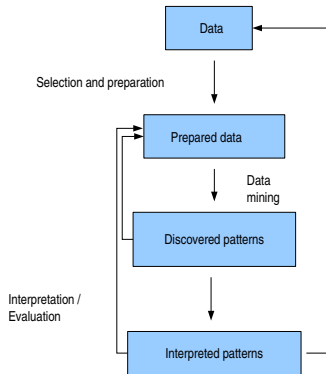 Data
Selection and preparation
Prepared data
Data
mining
Discovered patterns
Interpretation /
Evaluation
Interpreted patterns